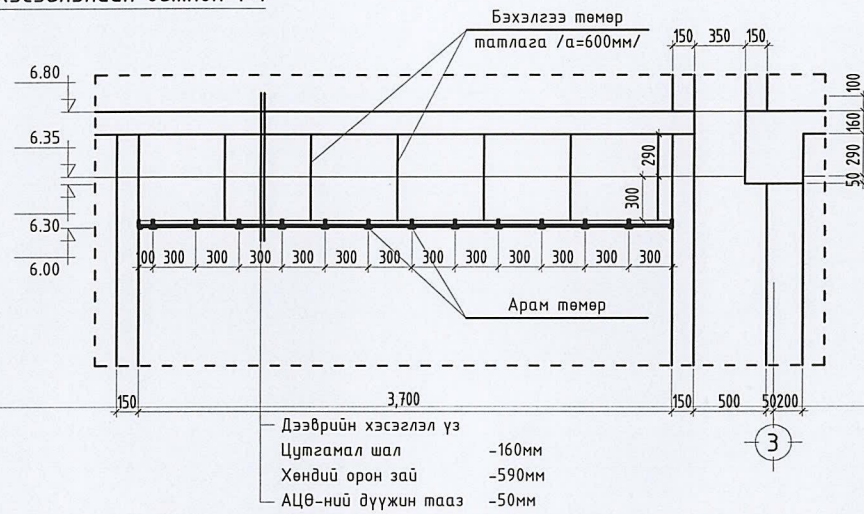 Бэхэлгээ төмөр
татлага /a=600мм/
150 350 150
6.80
6.35
6.30
6.00
100
160
290
50
290
300
00 300 300 300 300 300 300 300 300 300 300 300 300
Арам төмөр
150 3,700 150 500 50 200
3
Дээврийн хэсэглэл үз
Цутгамал шал -160мм
Хөндий орон зай -590мм
АЦӨ-ний дүүжин тааз -50мм